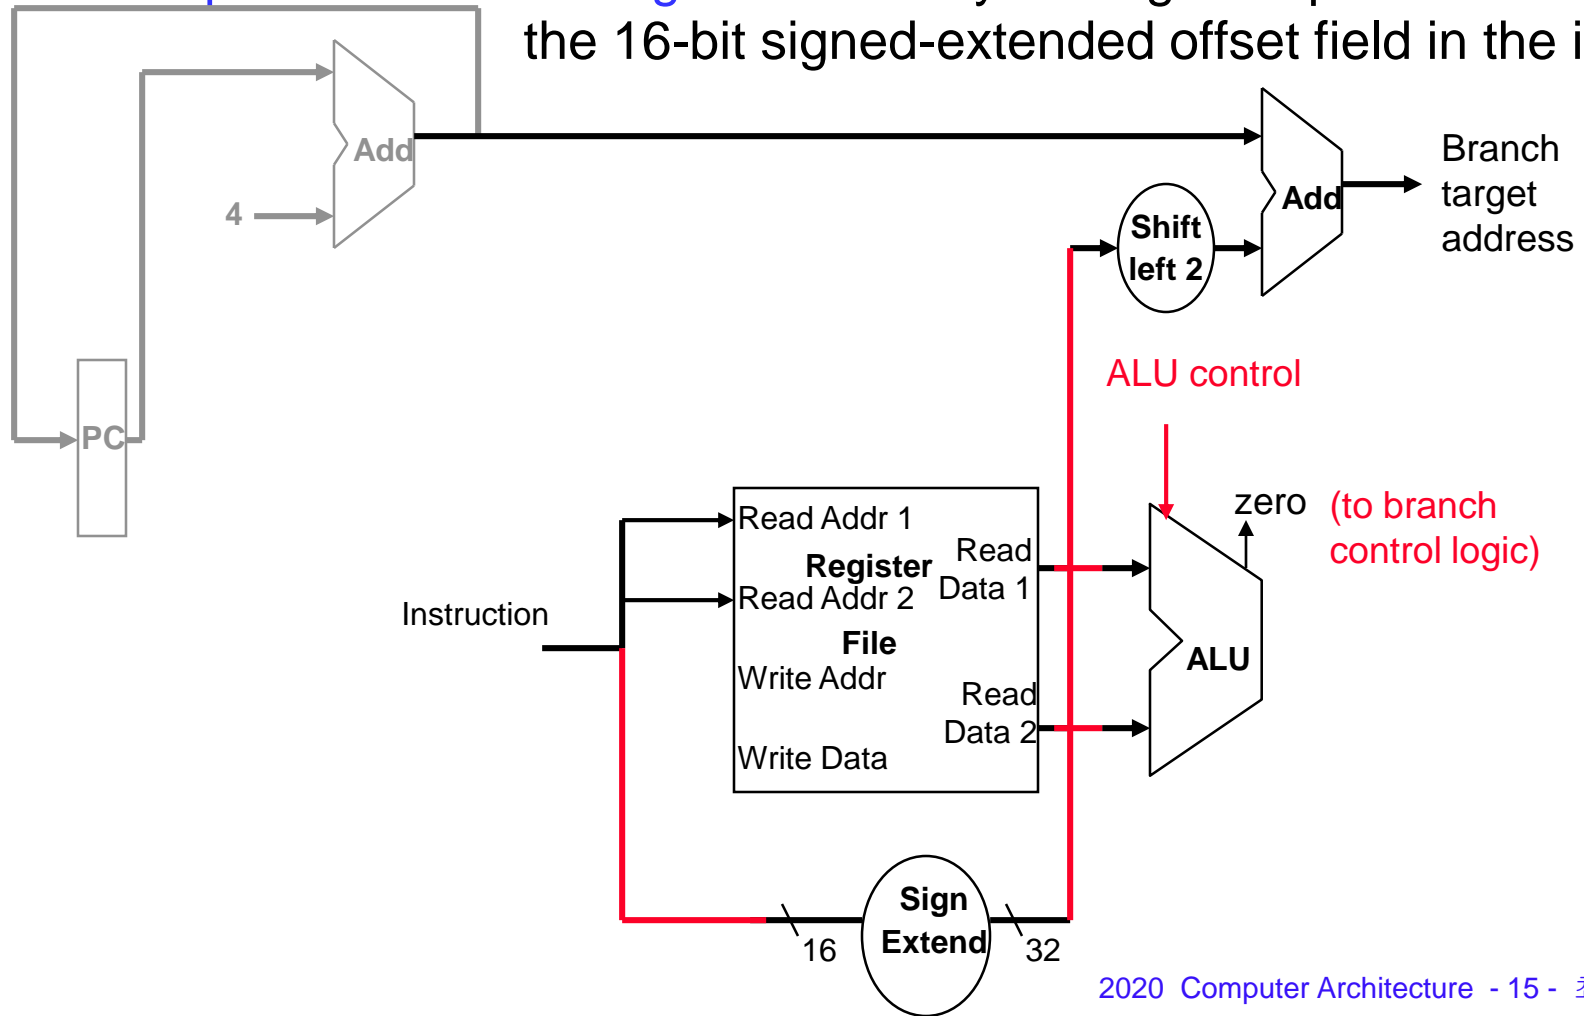 the 16-bit signed-extended offset field in the i
Add
4
Branch
target
address
Add
Shift
left 2
PC
ALU control
zero
(to branch
control logic)
Read Addr 1
Register
Read Addr 2
File
Write Addr
Write Data
Read
Data 1
Read
Data 2
ALU
Instruction
Sign
Extend
16
32
2020 Computer Architecture - 15 -